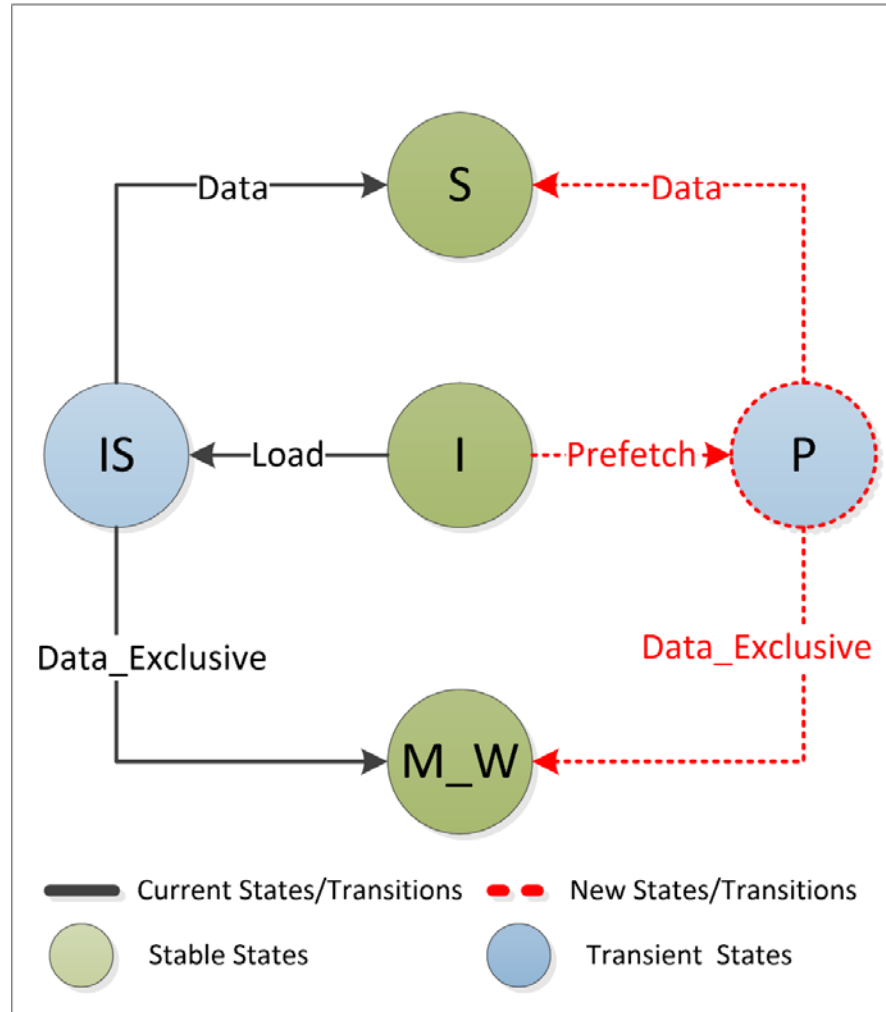 S
Data
Data
IS
Load
I
Prefetch
P
Data_Exclusive
Data_Exclusive
M_W
Current States/Transitions
New States/Transitions
Stable States
Transient States